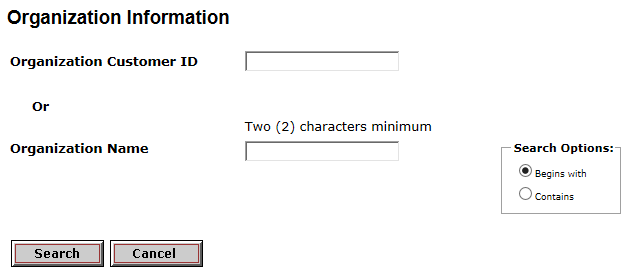 Organization Information
Organization Customer ID
Or
Two (2) characters minimum
Organization Name
Search Options:
Begins with
Contains
Search Cancel